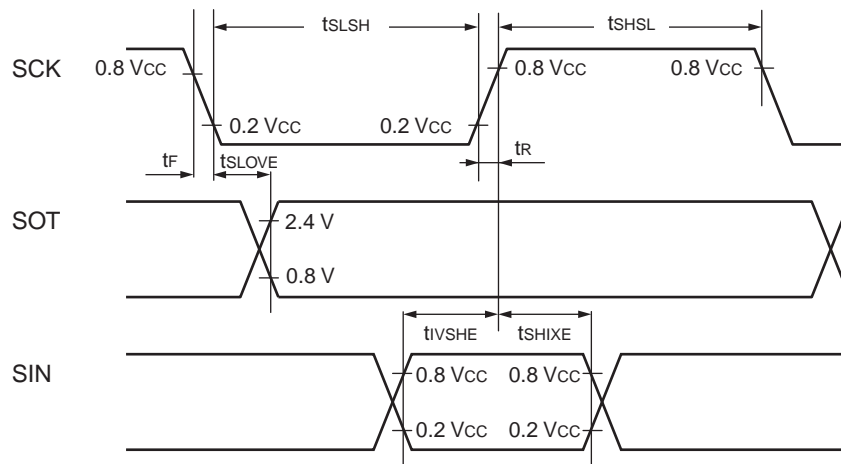 tSLSH tSHSL
SCK
0.8 VCC 0.8 VCC 0.8 VCC
0.2 VCC 0.2 VCC
tF tSLOVE tR
SOT
2.4 V
0.8 V
tIVSHE tSHIXE
SIN
0.8 VCC 0.8 VCC
0.2 VCC 0.2 VCC